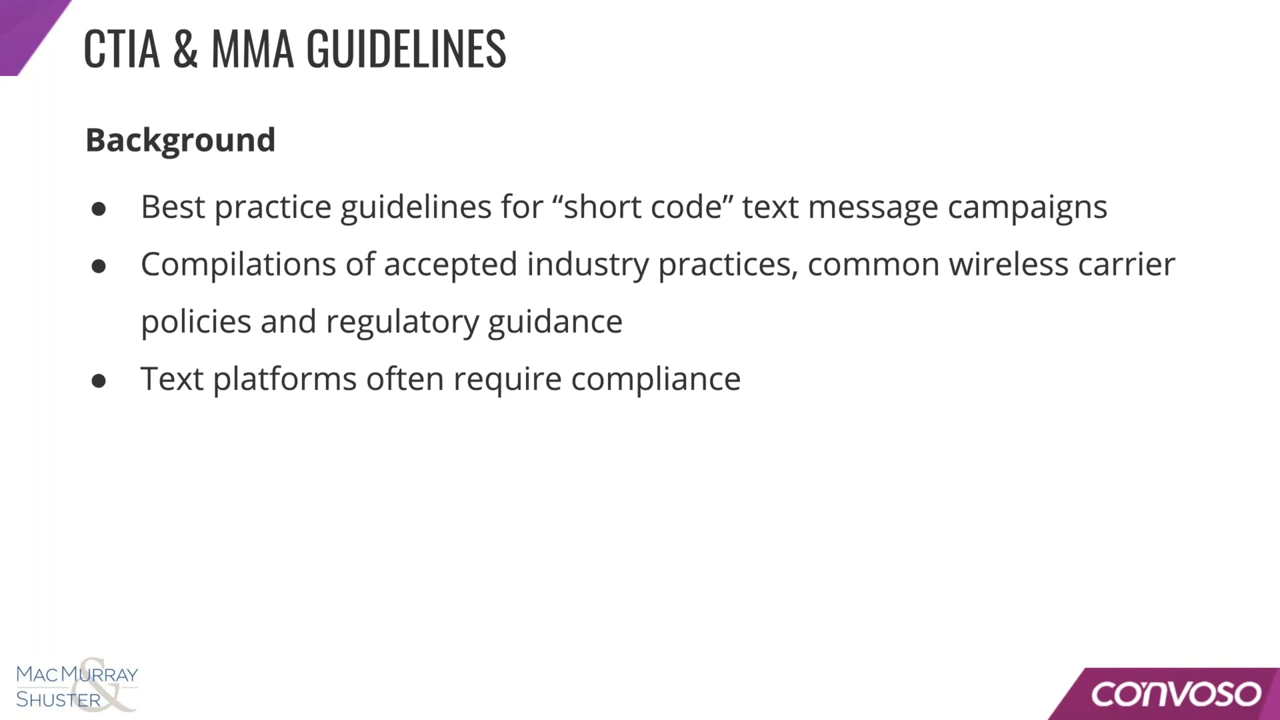 CTIA & MMA GUIDELINES
Background
● Best practice guidelines for “short code” text message campaigns
● Compilations of accepted industry practices, common wireless carrier
policies and regulatory guidance
● Text platforms often require compliance
MACMURRAY
&
SHUSTER
CONVOSO